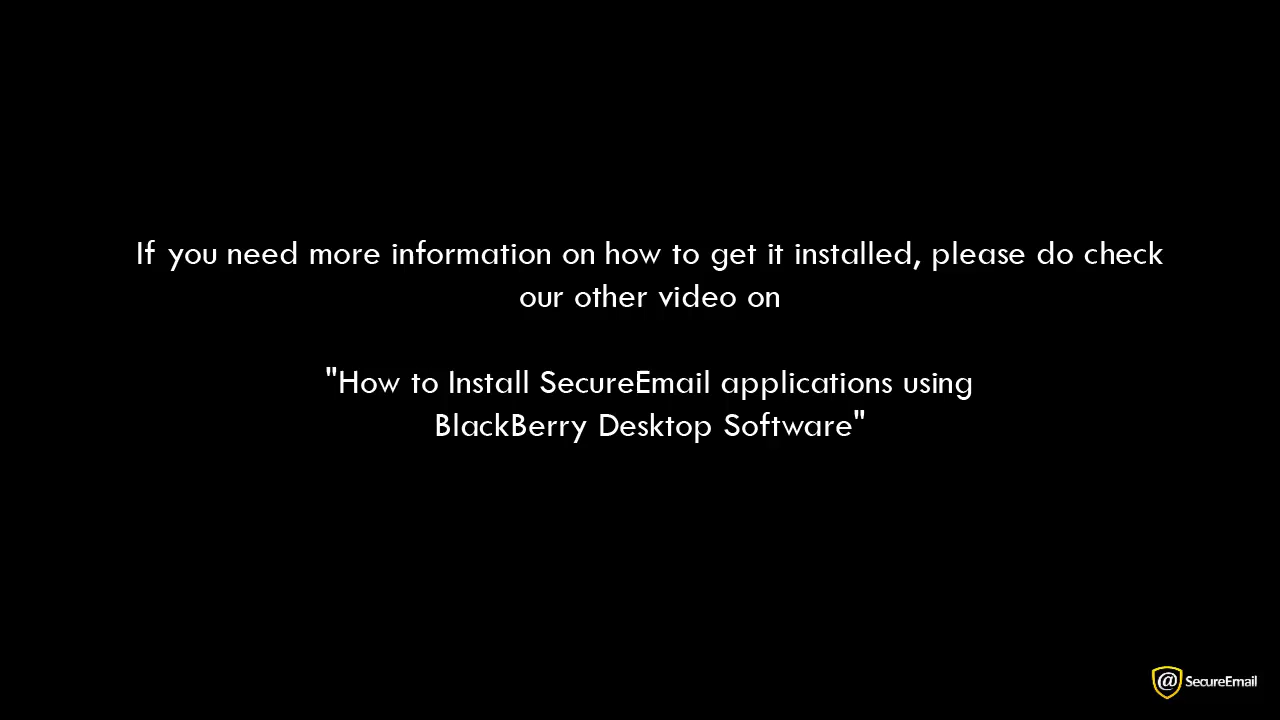 If you need more information on how to get it installed, please do check
our other video on
"How to Install SecureEmail applications using
BlackBerry Desktop Software"
@ SecureEmail